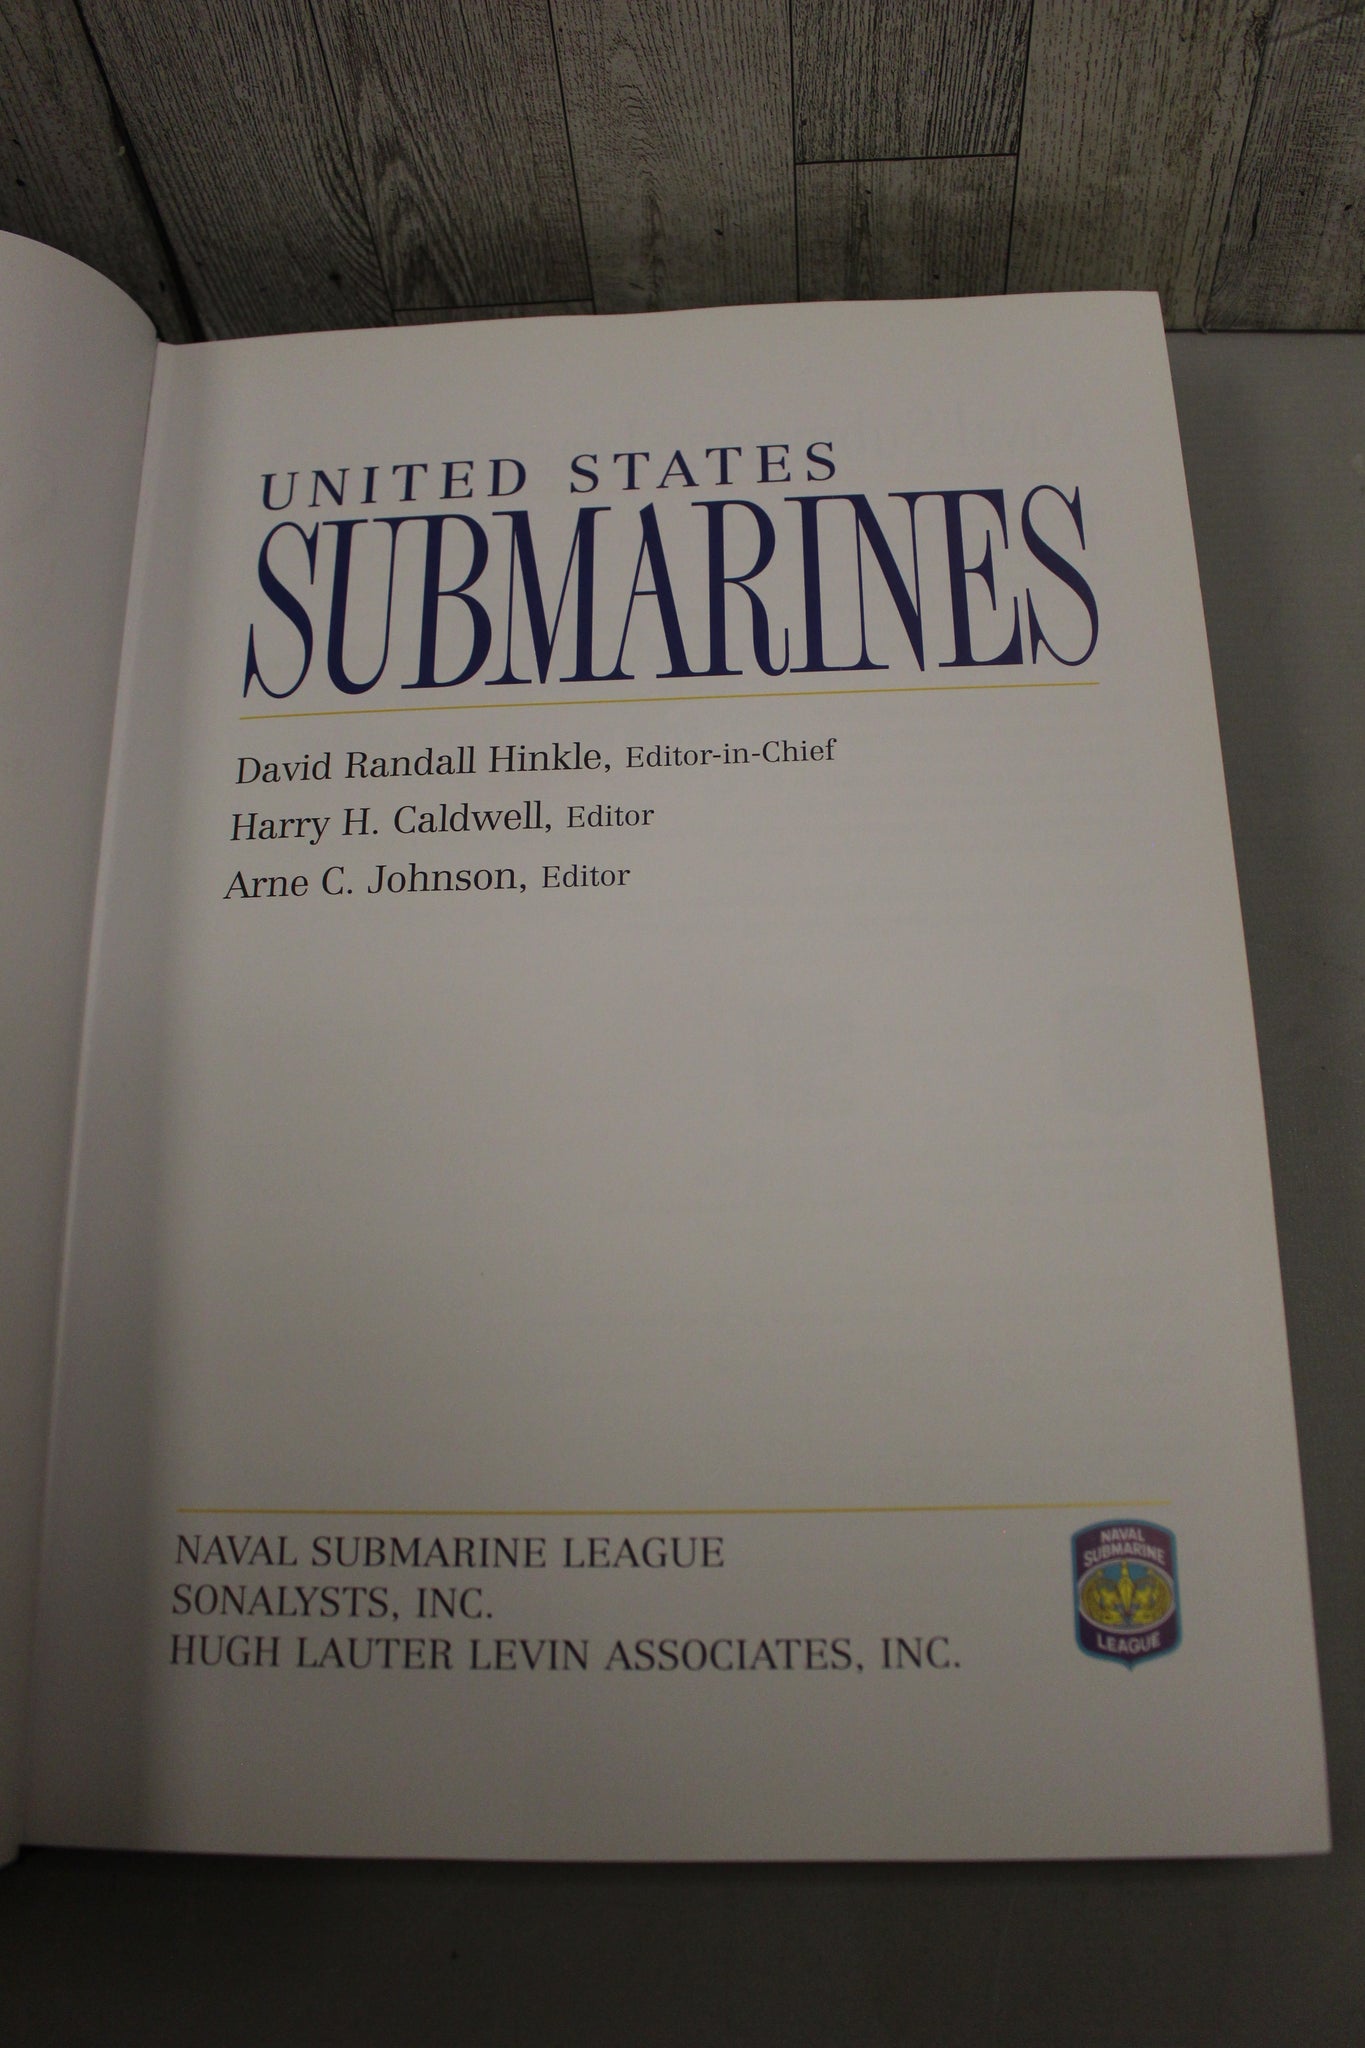 UNITED STATES
SUBMARINES
David Randall Hinkle, Editor-in-Chief
Harry H. Caldwell, Editor
Arne C. Johnson, Editor
NAVAL SUBMARINE LEAGUE
SONALYSTS, INC.
HUGH LAUTER LEVIN ASSOCIATES, INC.
NAVAL
SUBMARINE
LEAGUE